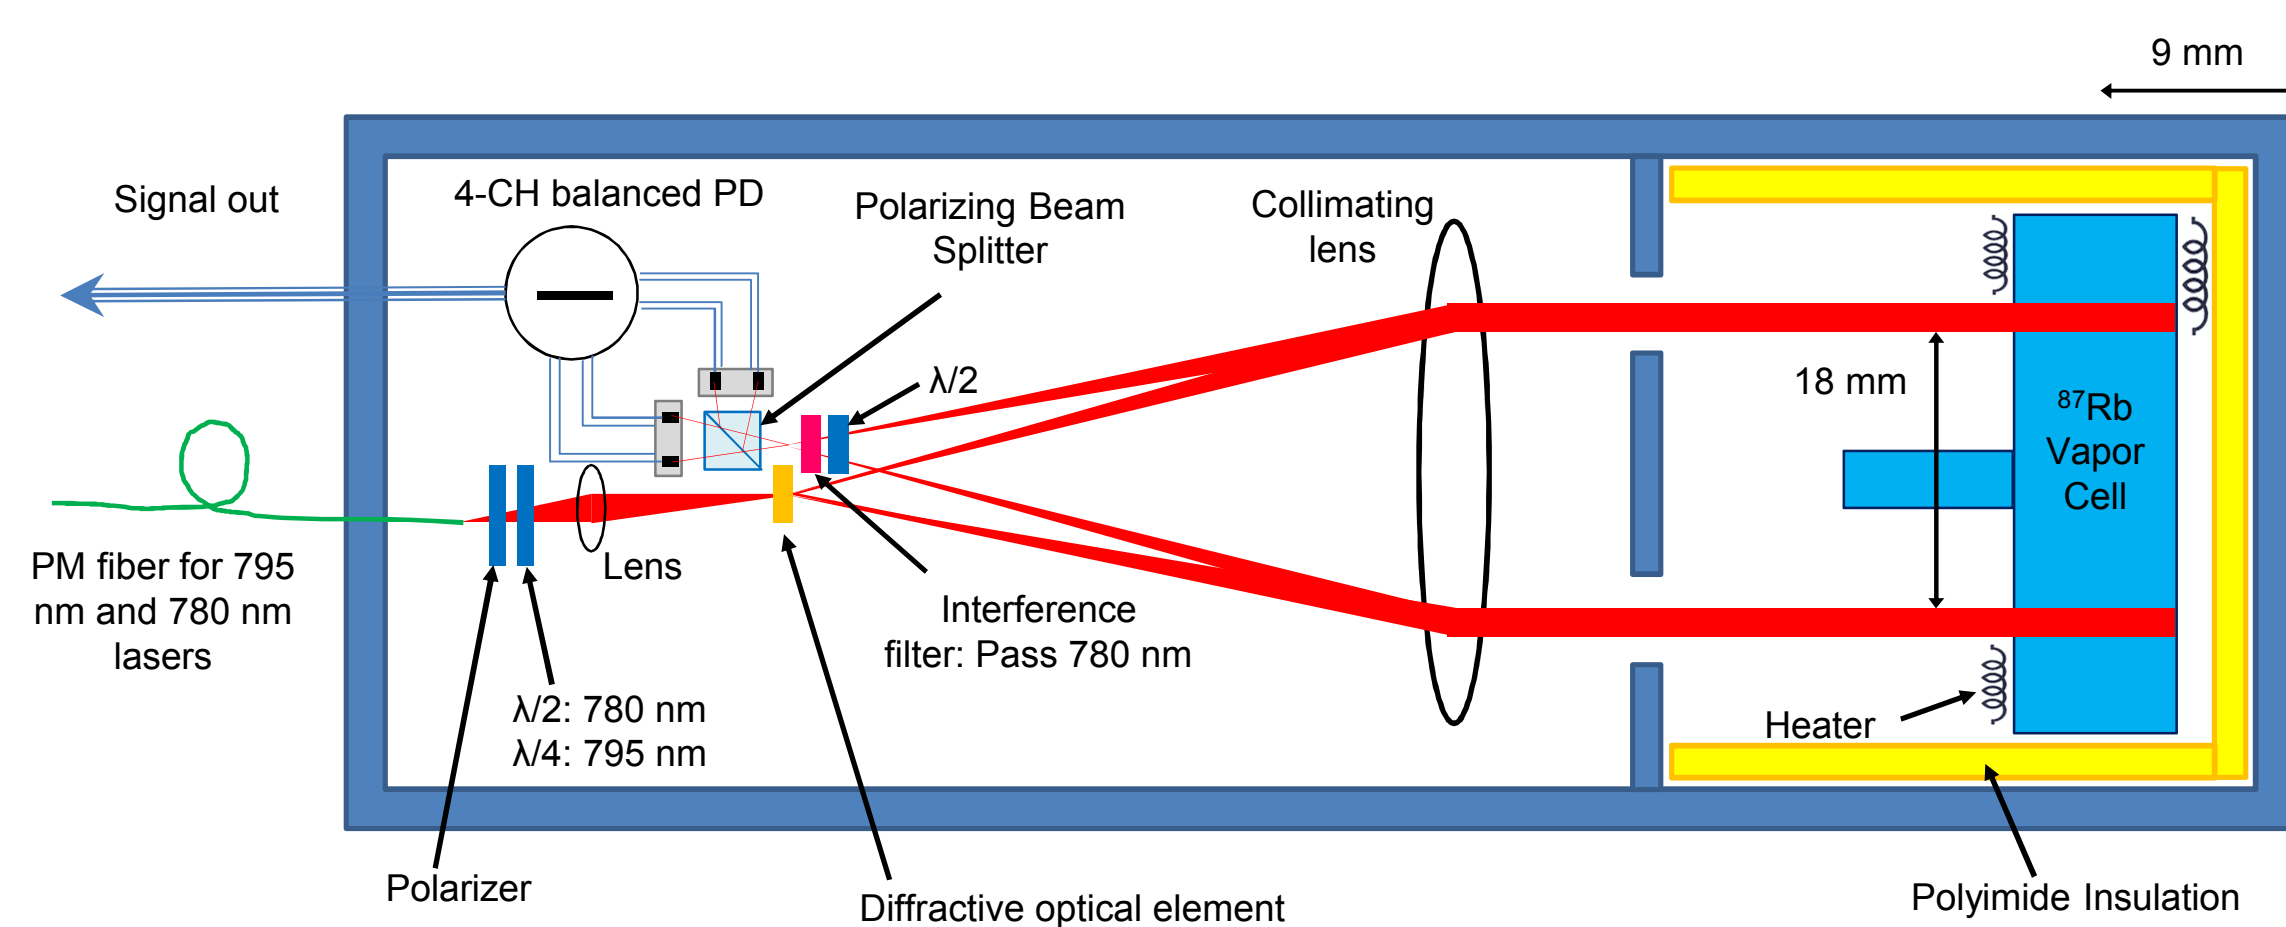 9 mm
Signal out
4-CH balanced PD
Polarizing Beam
Splitter
Collimating
lens
λ/2
18 mm
⁸⁷Rb
Vapor
Cell
PM fiber for 795
nm and 780 nm
lasers
Lens
Interference
filter: Pass 780 nm
λ/2: 780 nm
λ/4: 795 nm
Heater
Polarizer
Diffractive optical element
Polyimide Insulation